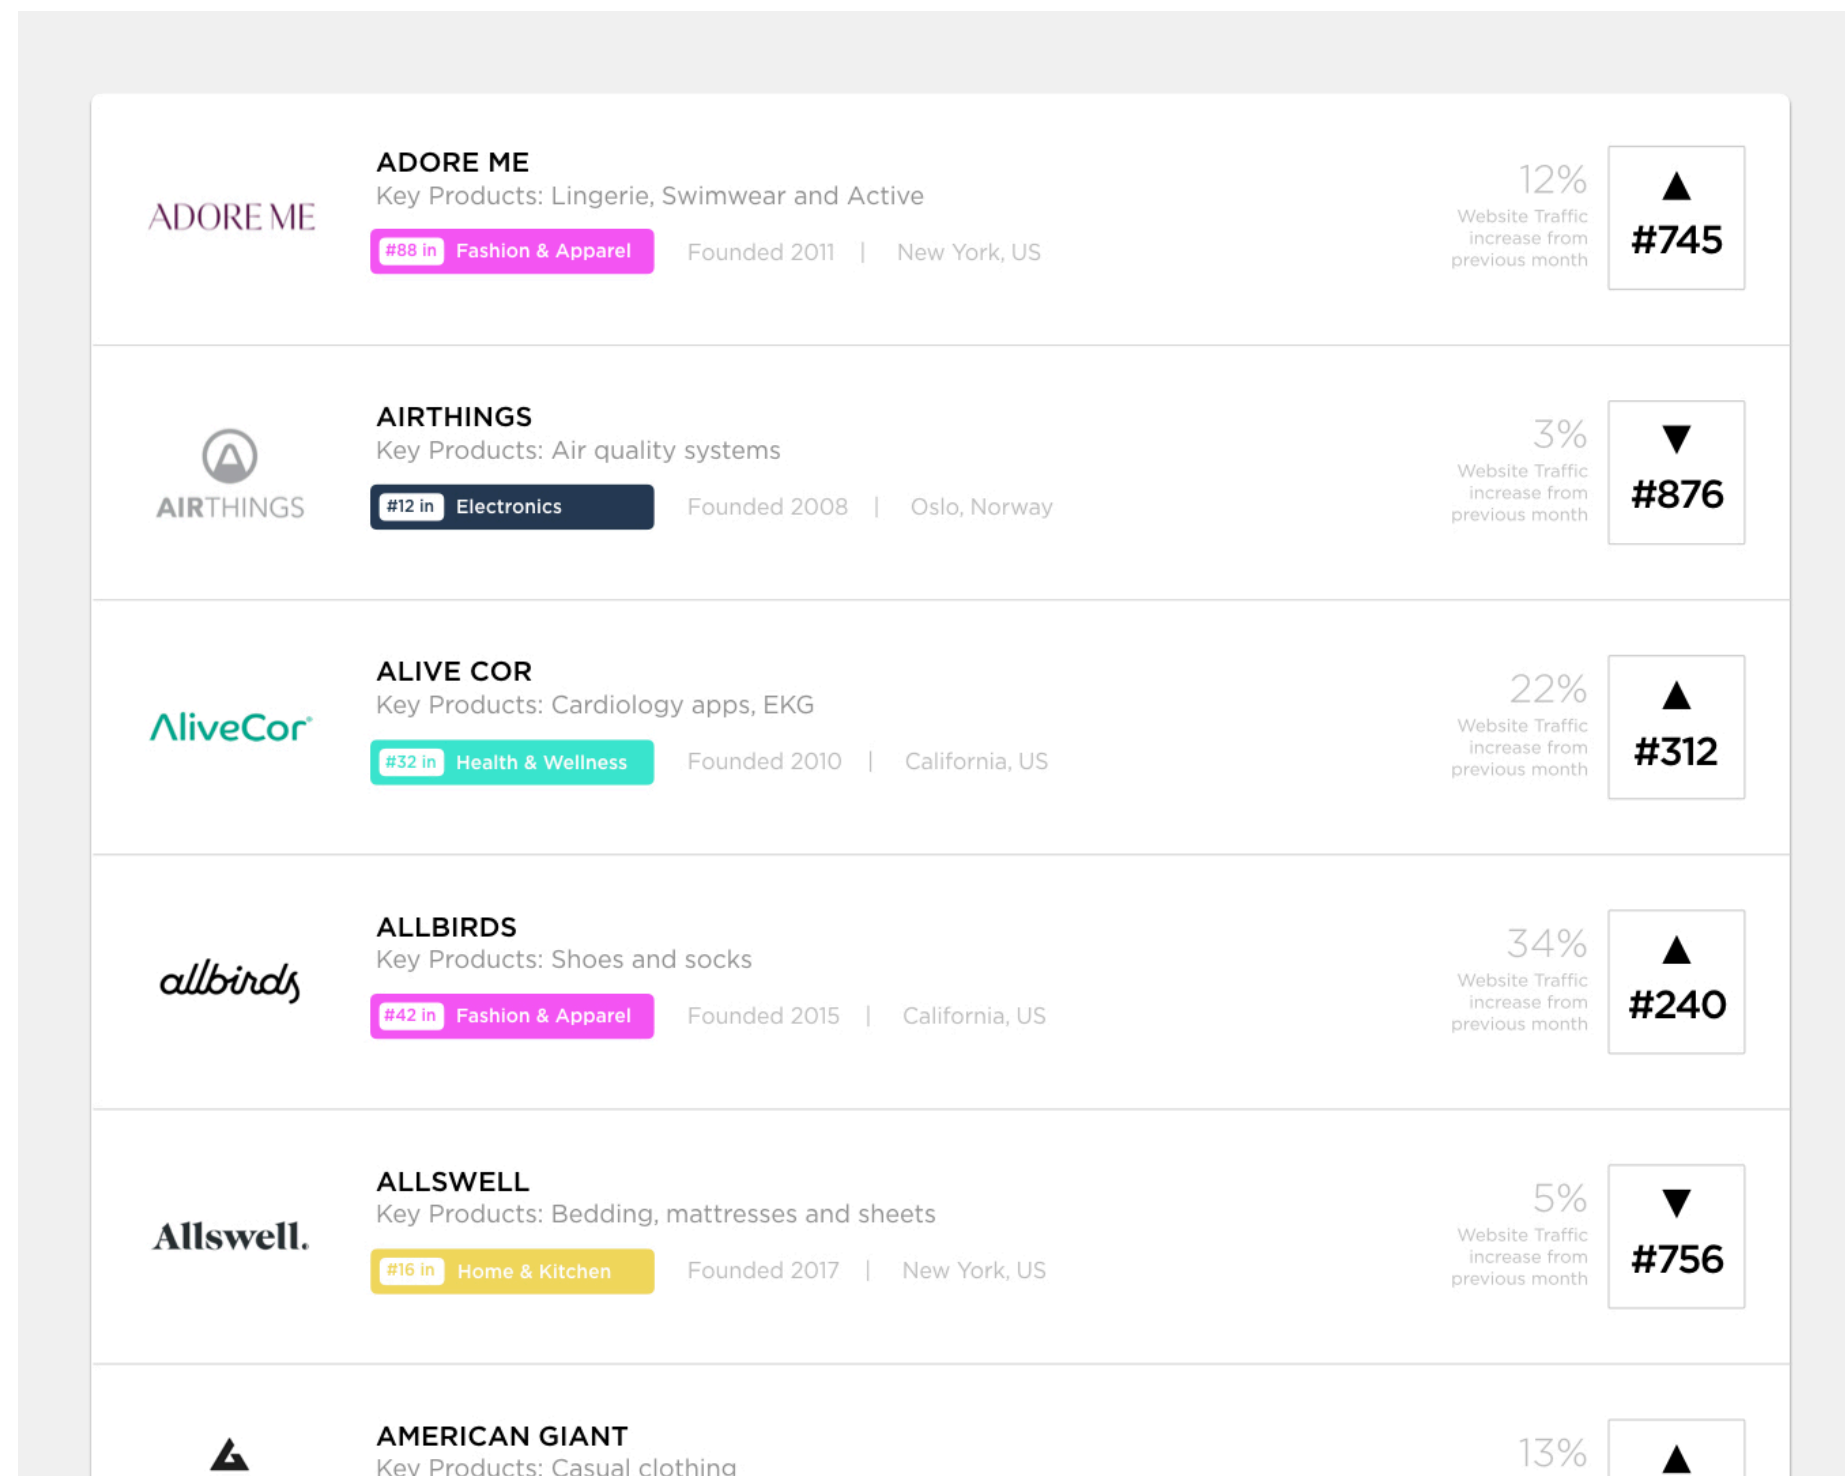 ADORE ME
ADORE ME
Key Products: Lingerie, Swimwear and Active
#88 in Fashion & Apparel Founded 2011 | New York, US
12%
Website Traffic
increase from
previous month
▲
#745
AIRTHINGS
AIRTHINGS
Key Products: Air quality systems
#12 in Electronics Founded 2008 | Oslo, Norway
3%
Website Traffic
increase from
previous month
▼
#876
AliveCor
ALIVE COR
Key Products: Cardiology apps, EKG
#32 in Health & Wellness Founded 2010 | California, US
22%
Website Traffic
increase from
previous month
▲
#312
allbirds
ALLBIRDS
Key Products: Shoes and socks
#42 in Fashion & Apparel Founded 2015 | California, US
34%
Website Traffic
increase from
previous month
▲
#240
Allswell.
ALLSWELL
Key Products: Bedding, mattresses and sheets
#16 in Home & Kitchen Founded 2017 | New York, US
5%
Website Traffic
increase from
previous month
▼
#756
AMERICAN GIANT
Key Products: Casual clothing
13%
▲